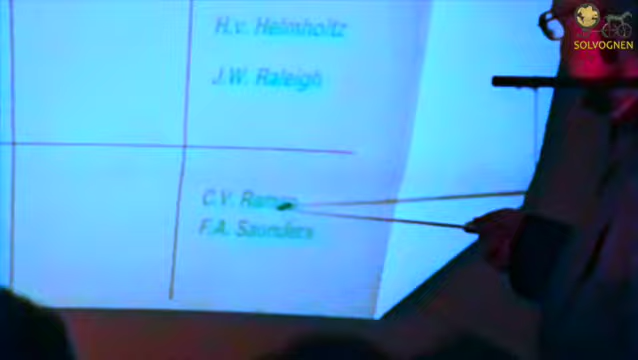 H.v. Helmholtz
J.W. Raleigh
C.V. Raman
F.A. Saunders
SOLVOGNEN